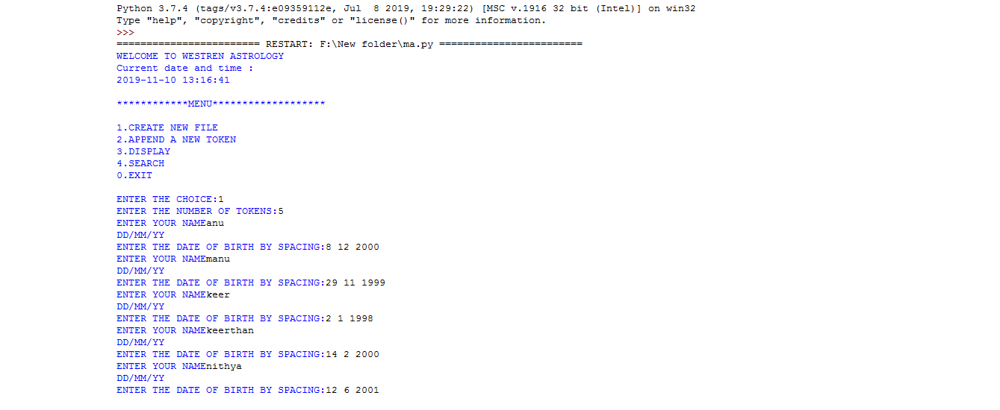 Python 3.7.4 (tags/v3.7.4:e09359112e, Jul  8 2019, 19:29:22) [MSC v.1916 32 bit (Intel)] on win32
Type "help", "copyright", "credits" or "license()" for more information.
>>>
======================== RESTART: F:\New folder\ma.py ========================
WELCOME TO WESTREN ASTROLOGY
Current date and time :
2019-11-10 13:16:41
************MENU*******************
1.CREATE NEW FILE
2.APPEND A NEW TOKEN
3.DISPLAY
4.SEARCH
0.EXIT
ENTER THE CHOICE:1
ENTER THE NUMBER OF TOKENS:5
ENTER YOUR NAMEanu
DD/MM/YY
ENTER THE DATE OF BIRTH BY SPACING:8 12 2000
ENTER YOUR NAMEmanu
DD/MM/YY
ENTER THE DATE OF BIRTH BY SPACING:29 11 1999
ENTER YOUR NAMEkeer
DD/MM/YY
ENTER THE DATE OF BIRTH BY SPACING:2 1 1998
ENTER YOUR NAMEkeerthan
DD/MM/YY
ENTER THE DATE OF BIRTH BY SPACING:14 2 2000
ENTER YOUR NAMEnithya
DD/MM/YY
ENTER THE DATE OF BIRTH BY SPACING:12 6 2001